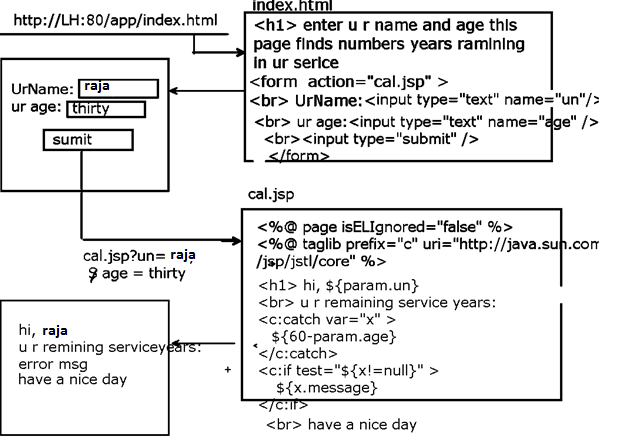 index.html
http://LH:80/app/index.html
<h1> enter u r name and age this
page finds numbers years ramining
in ur serice
<form  action="cal.jsp" >
<br> UrName:<input type="text" name="un"/>
<br> ur age:<input type="text" name="age" />
<br><input type="submit" />
</form>
UrName: raja
ur age: thirty
sumit
cal.jsp
cal.jsp?un= raja
& age = thirty
<%@ page isELIgnored="false" %>
<%@ taglib prefix="c" uri="http://java.sun.com
/jsp/jstl/core" %>
<h1> hi, ${param.un}
<br> u r remaining service years:
<c:catch var="x" >
${60-param.age}
</c:catch>
<c:if test="${x!=null}" >
${x.message}
</c:if>
<br> have a nice day
hi, raja
u r remining serviceyears:
error msg
have a nice day